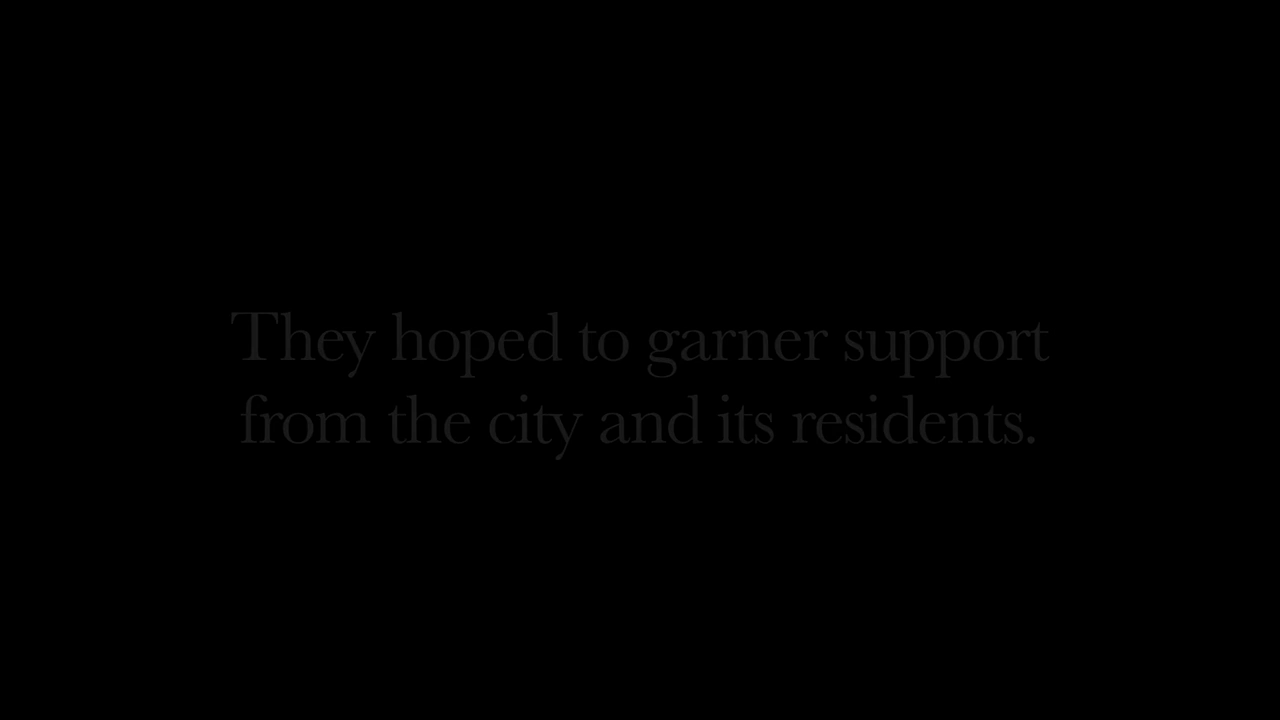 They hoped to garner support
from the city and its residents.